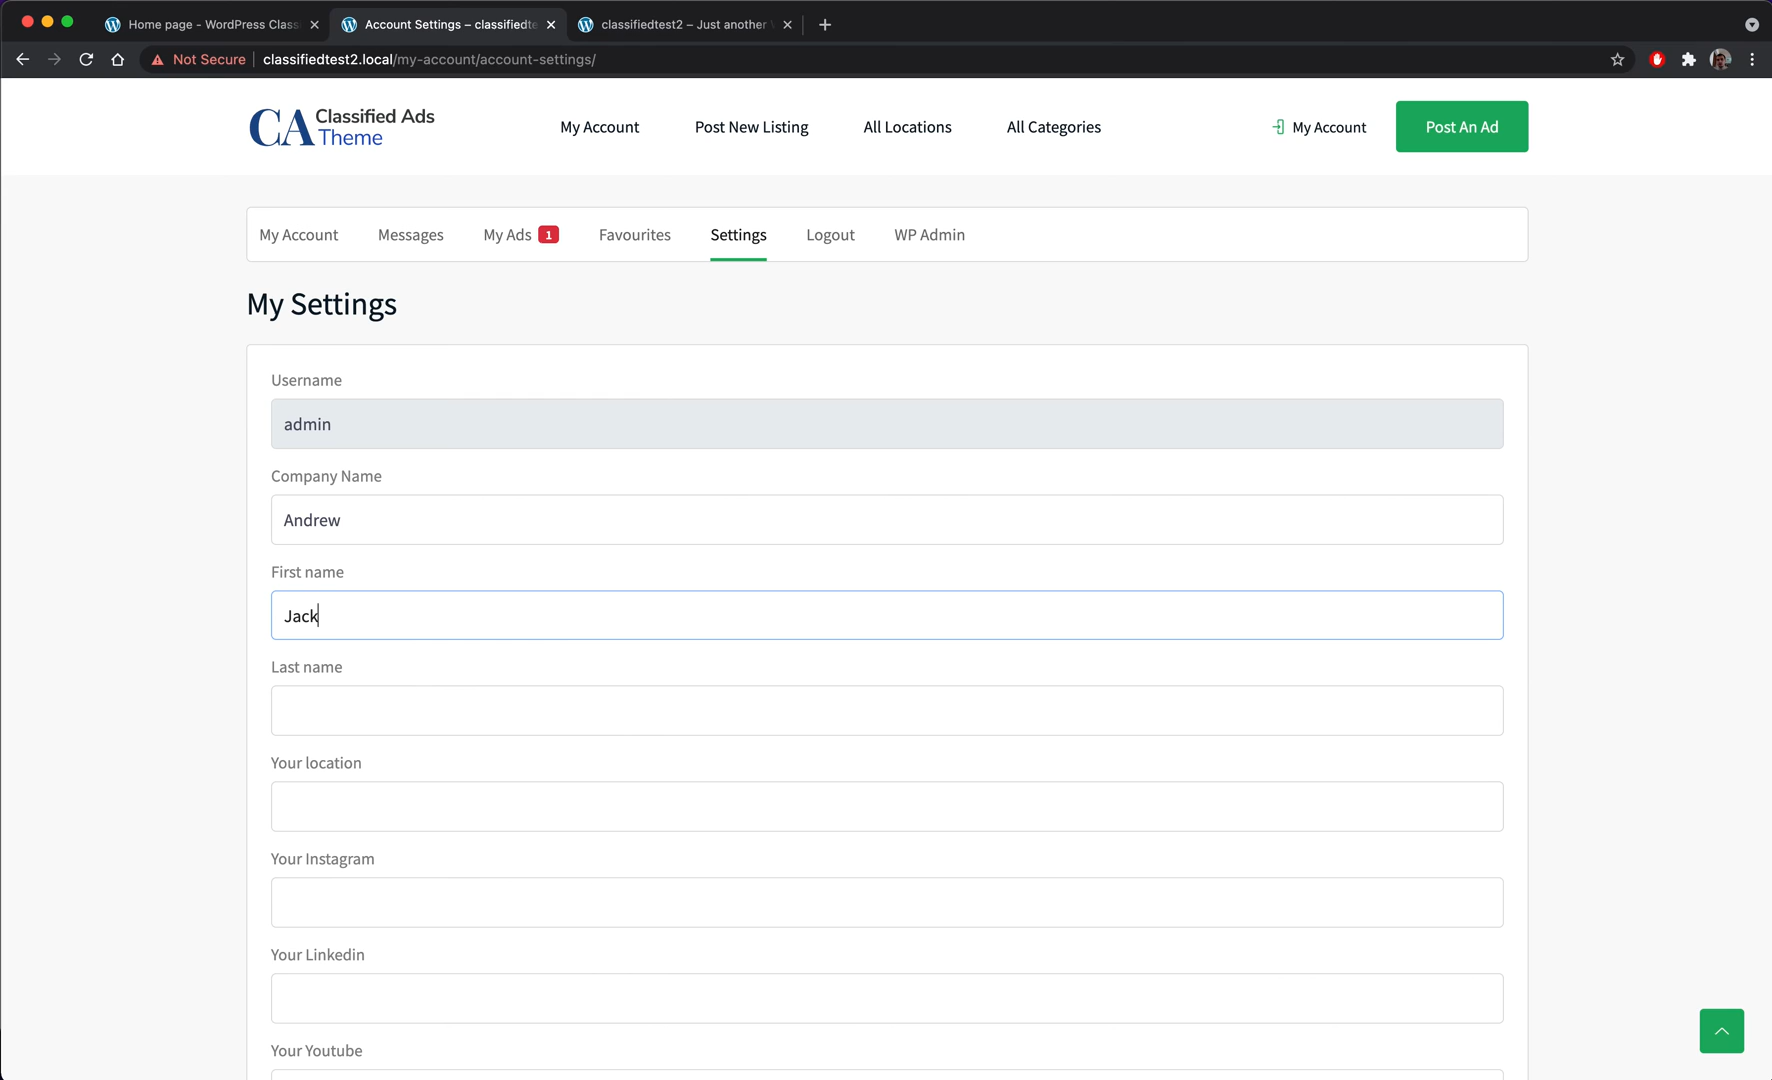 Home page - WordPress Class
Account Settings – classifiedte
classifiedtest2 – Just another
Not Secure
classifiedtest2.local/my-account/account-settings/
CA Classified Ads Theme
My Account
Post New Listing
All Locations
All Categories
My Account
Post An Ad
My Account
Messages
My Ads 1
Favourites
Settings
Logout
WP Admin
My Settings
Username
admin
Company Name
Andrew
First name
Jack
Last name
Your location
Your Instagram
Your Linkedin
Your Youtube